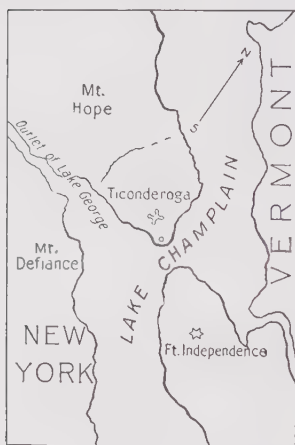 Mt.
Hope
N
S
VERMONT
Outlet of Lake George
Ticonderoga
LAKE CHAMPLAIN
Mt.
Defiance
NEW
YORK
Ft. Independence